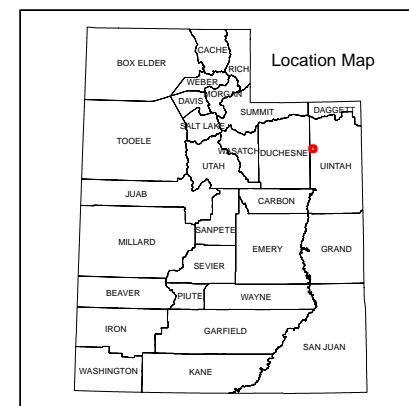 Location Map
CACHE
BOX ELDER
RICH
WEBER
MORGAN
DAVIS
SUMMIT
DAGGETT
SALT LAKE
TOOELE
WASATCH
DUCHESNE
UTAH
UINTAH
JUAB
CARBON
SANPETE
MILLARD
EMERY
GRAND
SEVIER
BEAVER
PIUTE
WAYNE
IRON
GARFIELD
SAN JUAN
WASHINGTON
KANE